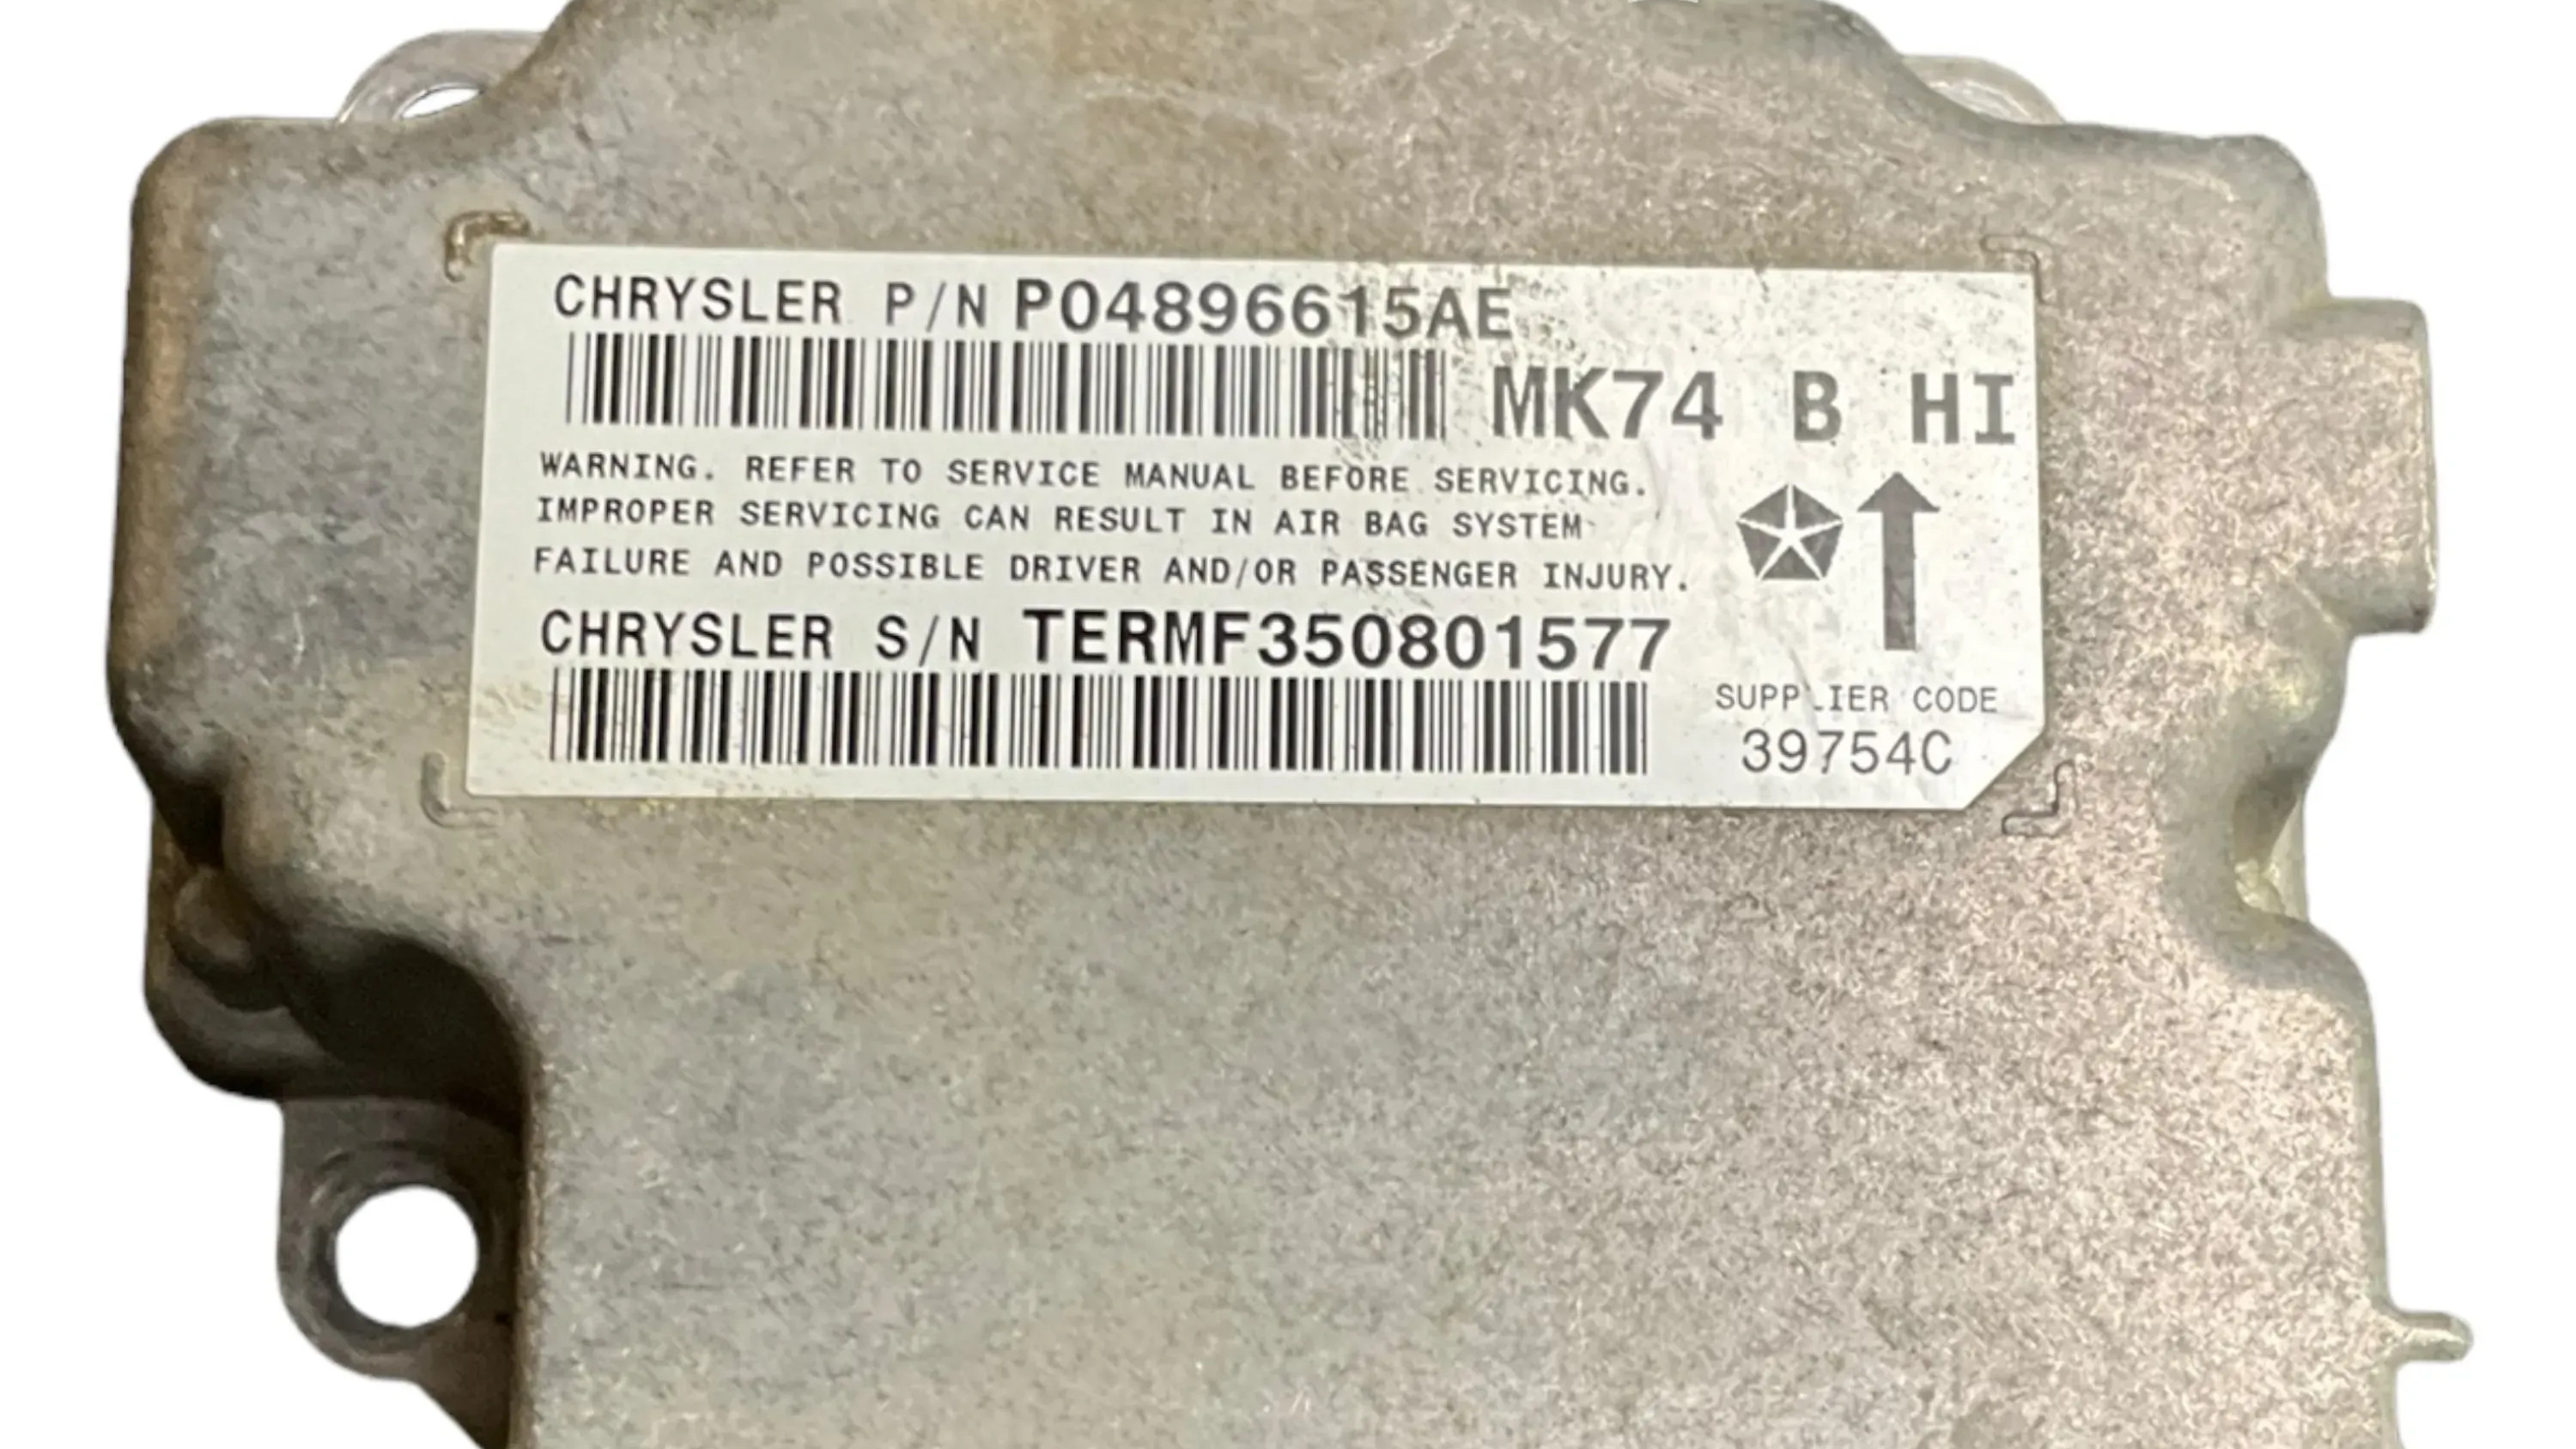 CHRYSLER P/N P04896615AE
MK74 B HI
WARNING. REFER TO SERVICE MANUAL BEFORE SERVICING.
IMPROPER SERVICING CAN RESULT IN AIR BAG SYSTEM
FAILURE AND POSSIBLE DRIVER AND/OR PASSENGER INJURY.
CHRYSLER S/N TERMF350801577
SUPPLIER CODE
39754C